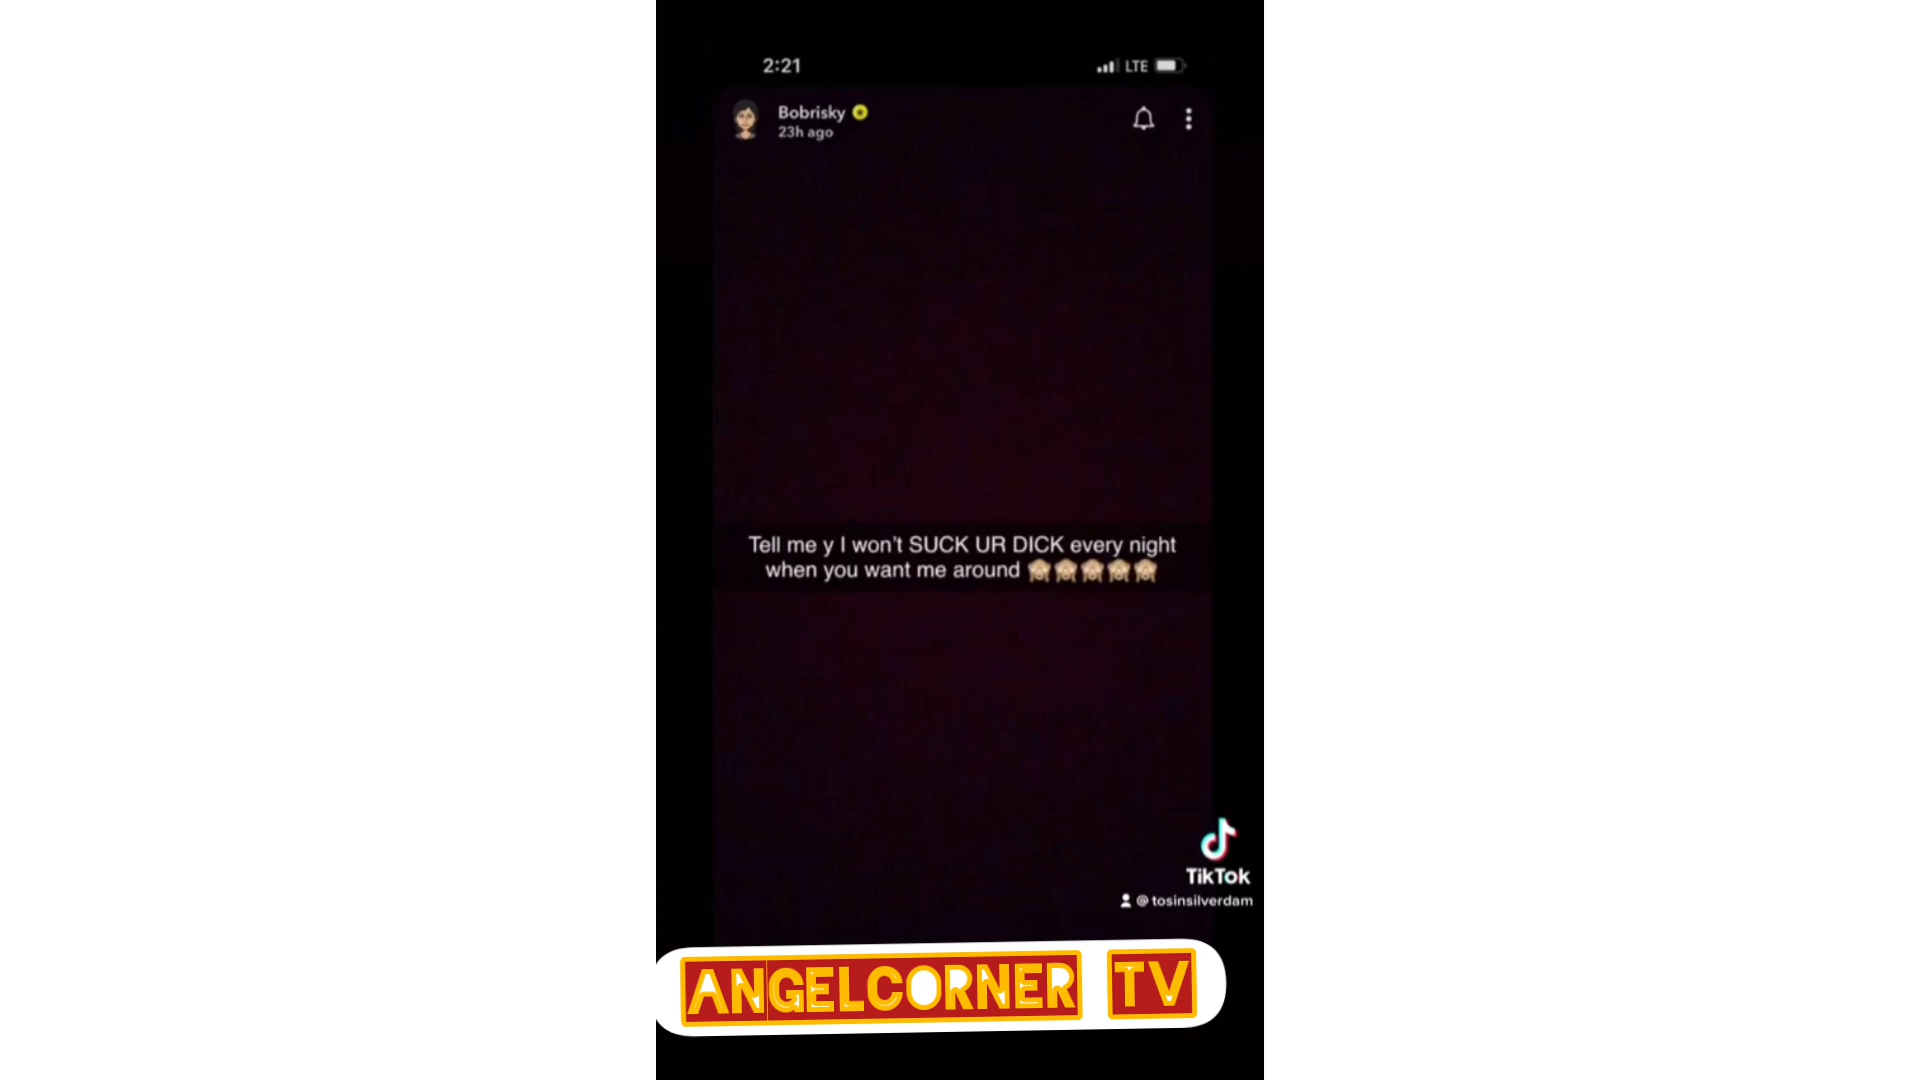 2:21
LTE
Bobrisky
23h ago
Tell me y I won't SUCK UR DICK every night
when you want me around 🙈🙈🙈🙈🙈
TikTok
@tosinsilverdam
ANGELCORNER TV